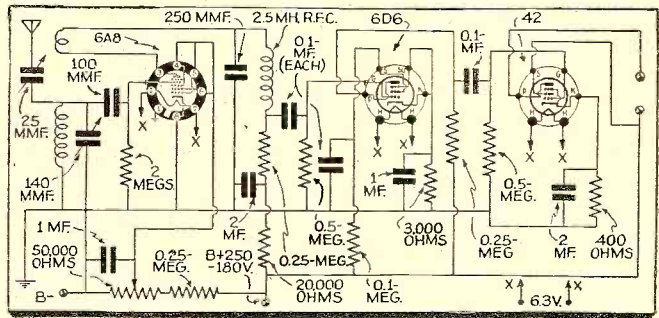 6A8
250 MMF.
2.5 MH. R.F.C.
0.1-
MF.
(EACH)
6D6
42
0.1-
MF.
100
MMF.
25
MMF.
140
MMF.
X X
X X
X X
2
MEGS.
1 MF.
50,000
OHMS
0.25-
MEG.
B-
2
MF.
B+250
-180V.
+
0.5-
MEG.
0.25-MEG.
20,000
OHMS
0.1-
MEG.
1
MF.
3,000
OHMS
0.25-
MEG
0.5-
MEG.
2
MF.
400
OHMS
X X
6.3V.